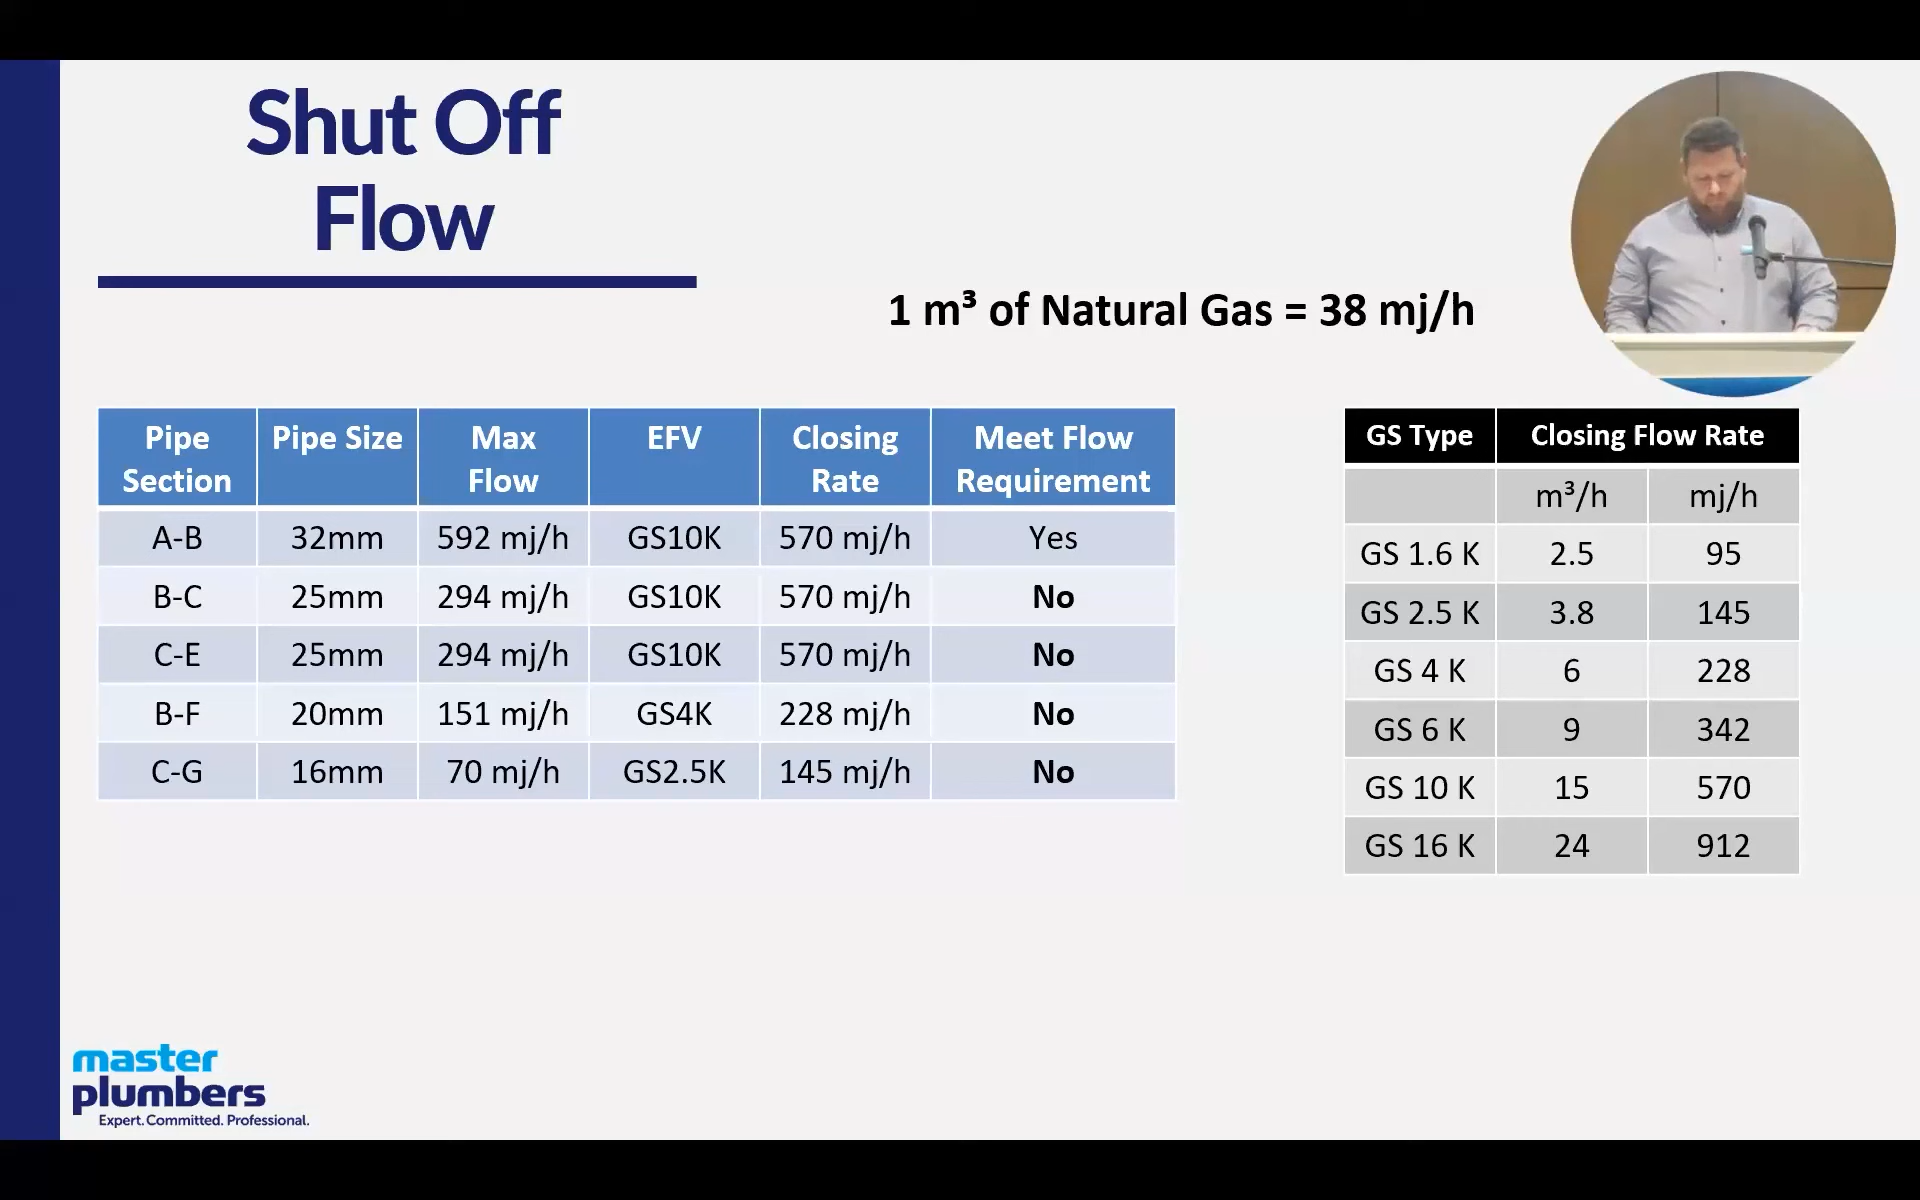 Shut Off
Flow
1 m³ of Natural Gas = 38 mj/h
Pipe Section Pipe Size Max Flow EFV Closing Rate Meet Flow Requirement
A-B 32mm 592 mj/h GS10K 570 mj/h Yes
B-C 25mm 294 mj/h GS10K 570 mj/h No
C-E 25mm 294 mj/h GS10K 570 mj/h No
B-F 20mm 151 mj/h GS4K 228 mj/h No
C-G 16mm 70 mj/h GS2.5K 145 mj/h No
GS Type Closing Flow Rate
m³/h mj/h
GS 1.6 K 2.5 95
GS 2.5 K 3.8 145
GS 4 K 6 228
GS 6 K 9 342
GS 10 K 15 570
GS 16 K 24 912
master
plumbers
Expert. Committed. Professional.